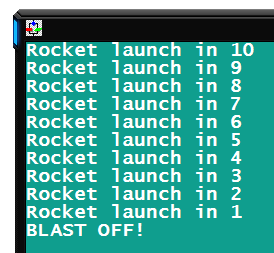 Rocket launch in 10
Rocket launch in 9
Rocket launch in 8
Rocket launch in 7
Rocket launch in 6
Rocket launch in 5
Rocket launch in 4
Rocket launch in 3
Rocket launch in 2
Rocket launch in 1
BLAST OFF!